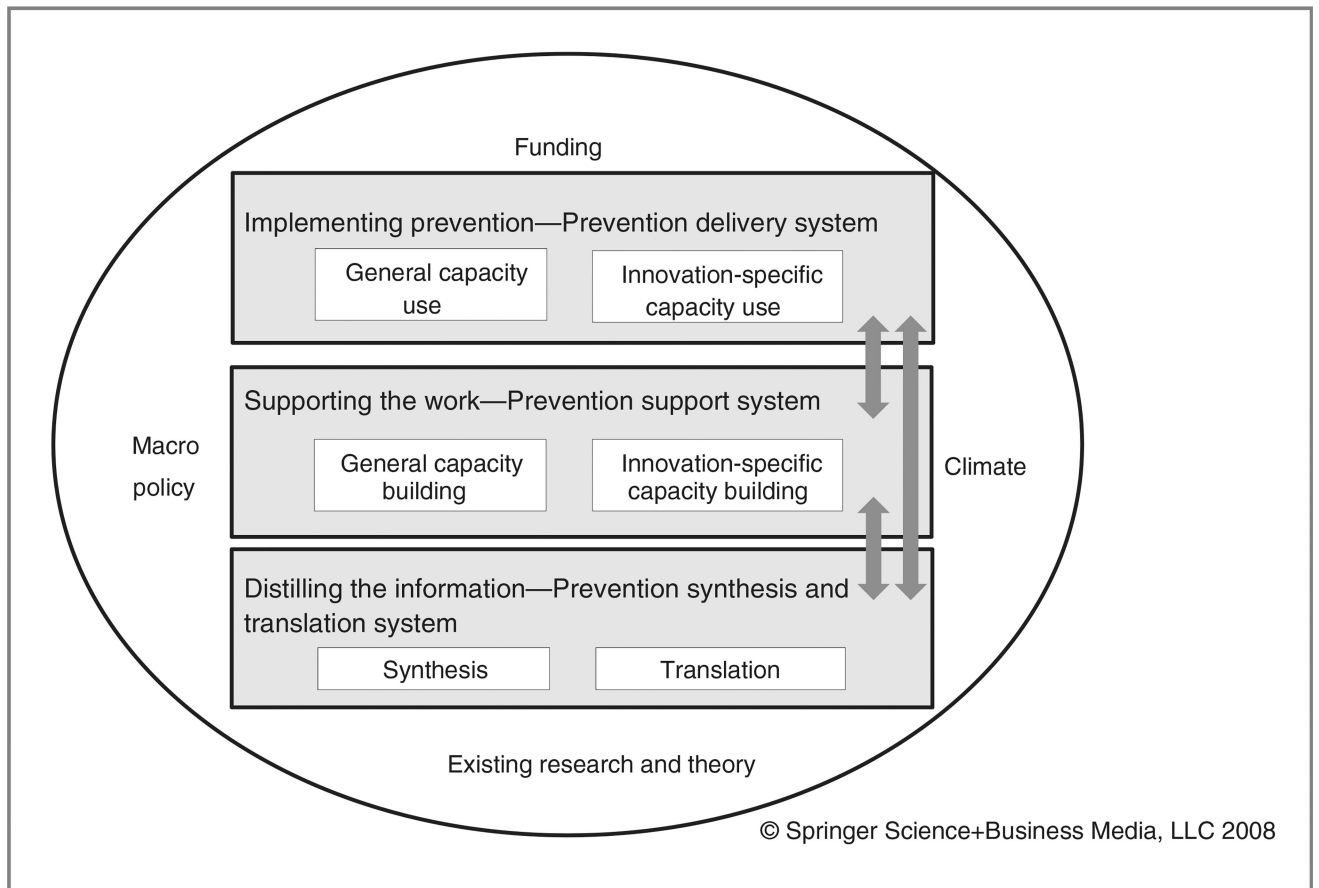 Funding
Implementing prevention—Prevention delivery system
General capacity
use
Innovation-specific
capacity use
Supporting the work—Prevention support system
General capacity
building
Innovation-specific
capacity building
Macro
policy
Climate
Distilling the information—Prevention synthesis and
translation system
Synthesis
Translation
Existing research and theory
© Springer Science+Business Media, LLC 2008